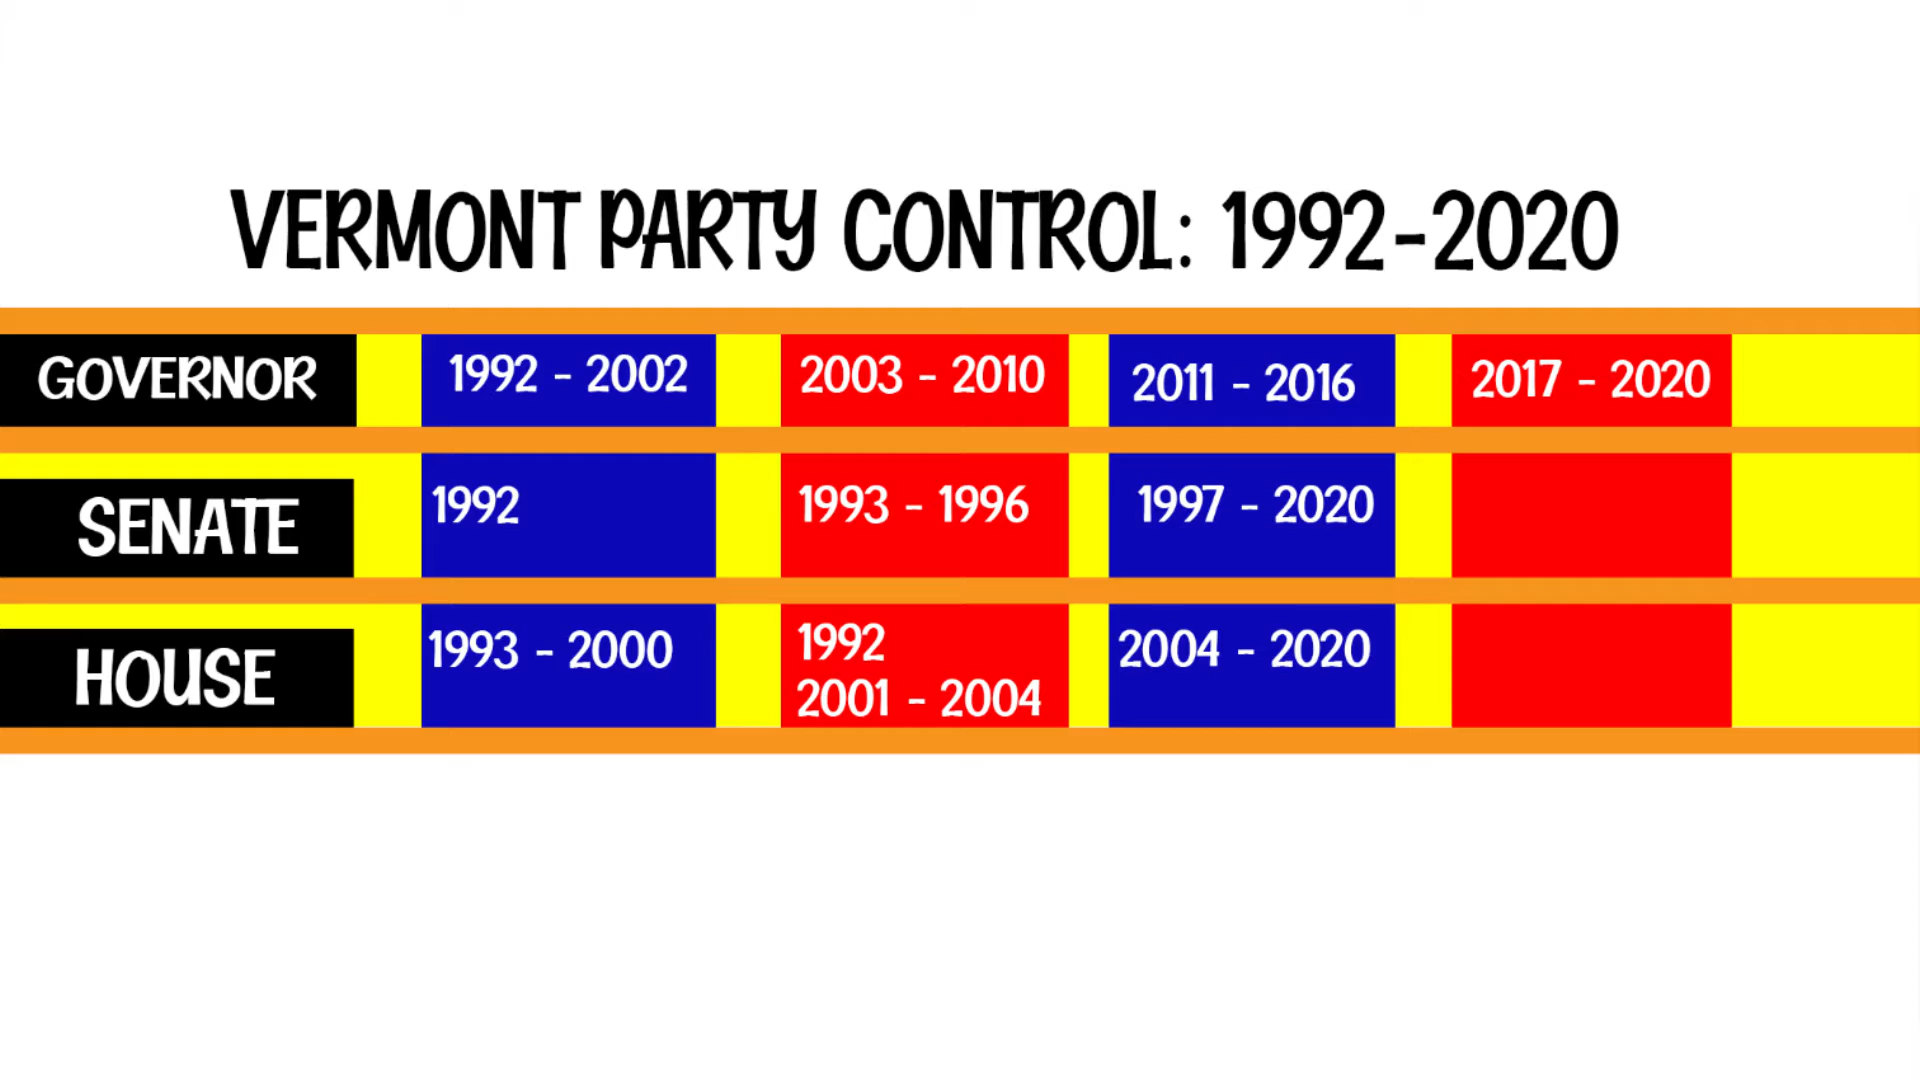 VERMONT PARTY CONTROL: 1992-2020
GOVERNOR 1992 - 2002 2003 - 2010 2011 - 2016 2017 - 2020
SENATE 1992 1993 - 1996 1997 - 2020
HOUSE 1993 - 2000 1992 2004 - 2020
2001 - 2004